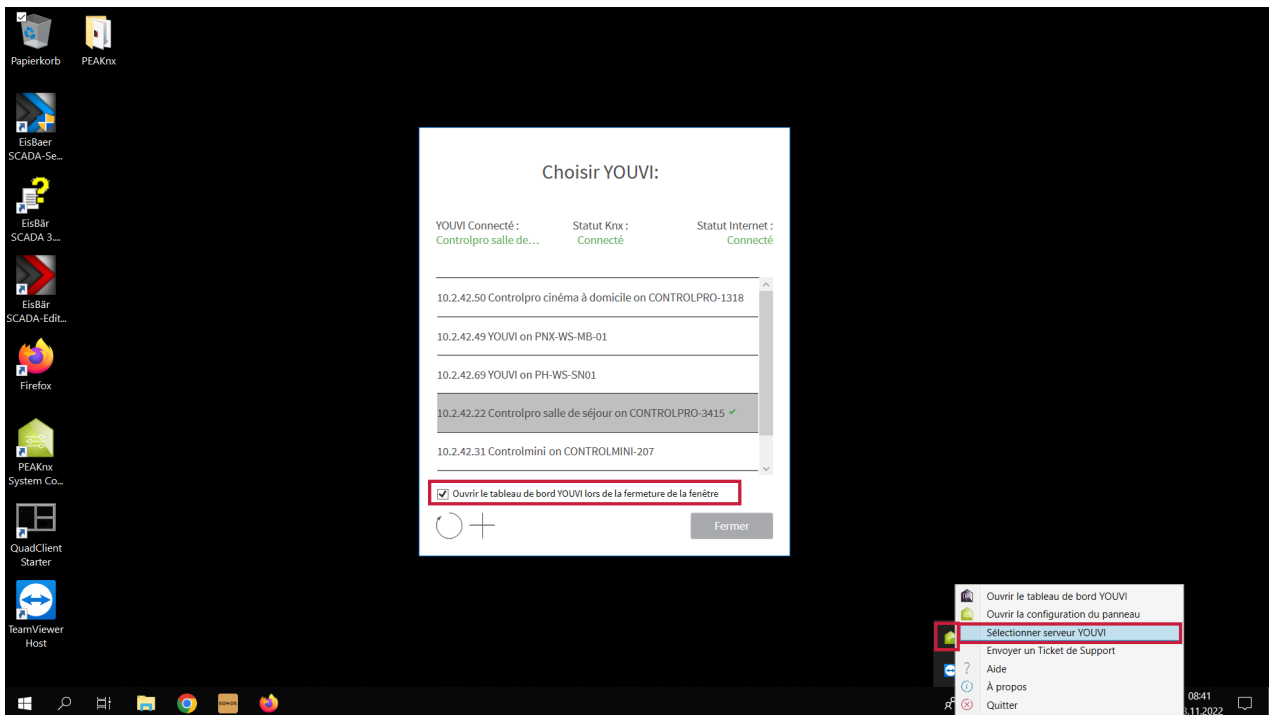 Papierkorb
PEAKnx
EisBaer
SCADA-Se...
EisBär
SCADA 3....
EisBär
SCADA-Edit...
Firefox
PEAKnx
System Co...
QuadClient
Starter
TeamViewer
Host
Choisir YOUVI:
YOUVI Connecté : Statut Knx : Statut Internet :
Controlpro salle de... Connecté Connecté
10.2.42.50 Controlpro cinéma à domicile on CONTROLPRO-1318
10.2.42.49 YOUVI on PNX-WS-MB-01
10.2.42.69 YOUVI on PH-WS-SN01
10.2.42.22 Controlpro salle de séjour on CONTROLPRO-3415
10.2.42.31 Controlmini on CONTROLMINI-207
Ouvrir le tableau de bord YOUVI lors de la fermeture de la fenêtre
Fermer
Ouvrir le tableau de bord YOUVI
Ouvrir la configuration du panneau
Sélectionner serveur YOUVI
Envoyer un Ticket de Support
Aide
À propos
Quitter
SONOS
08:41
.11.2022